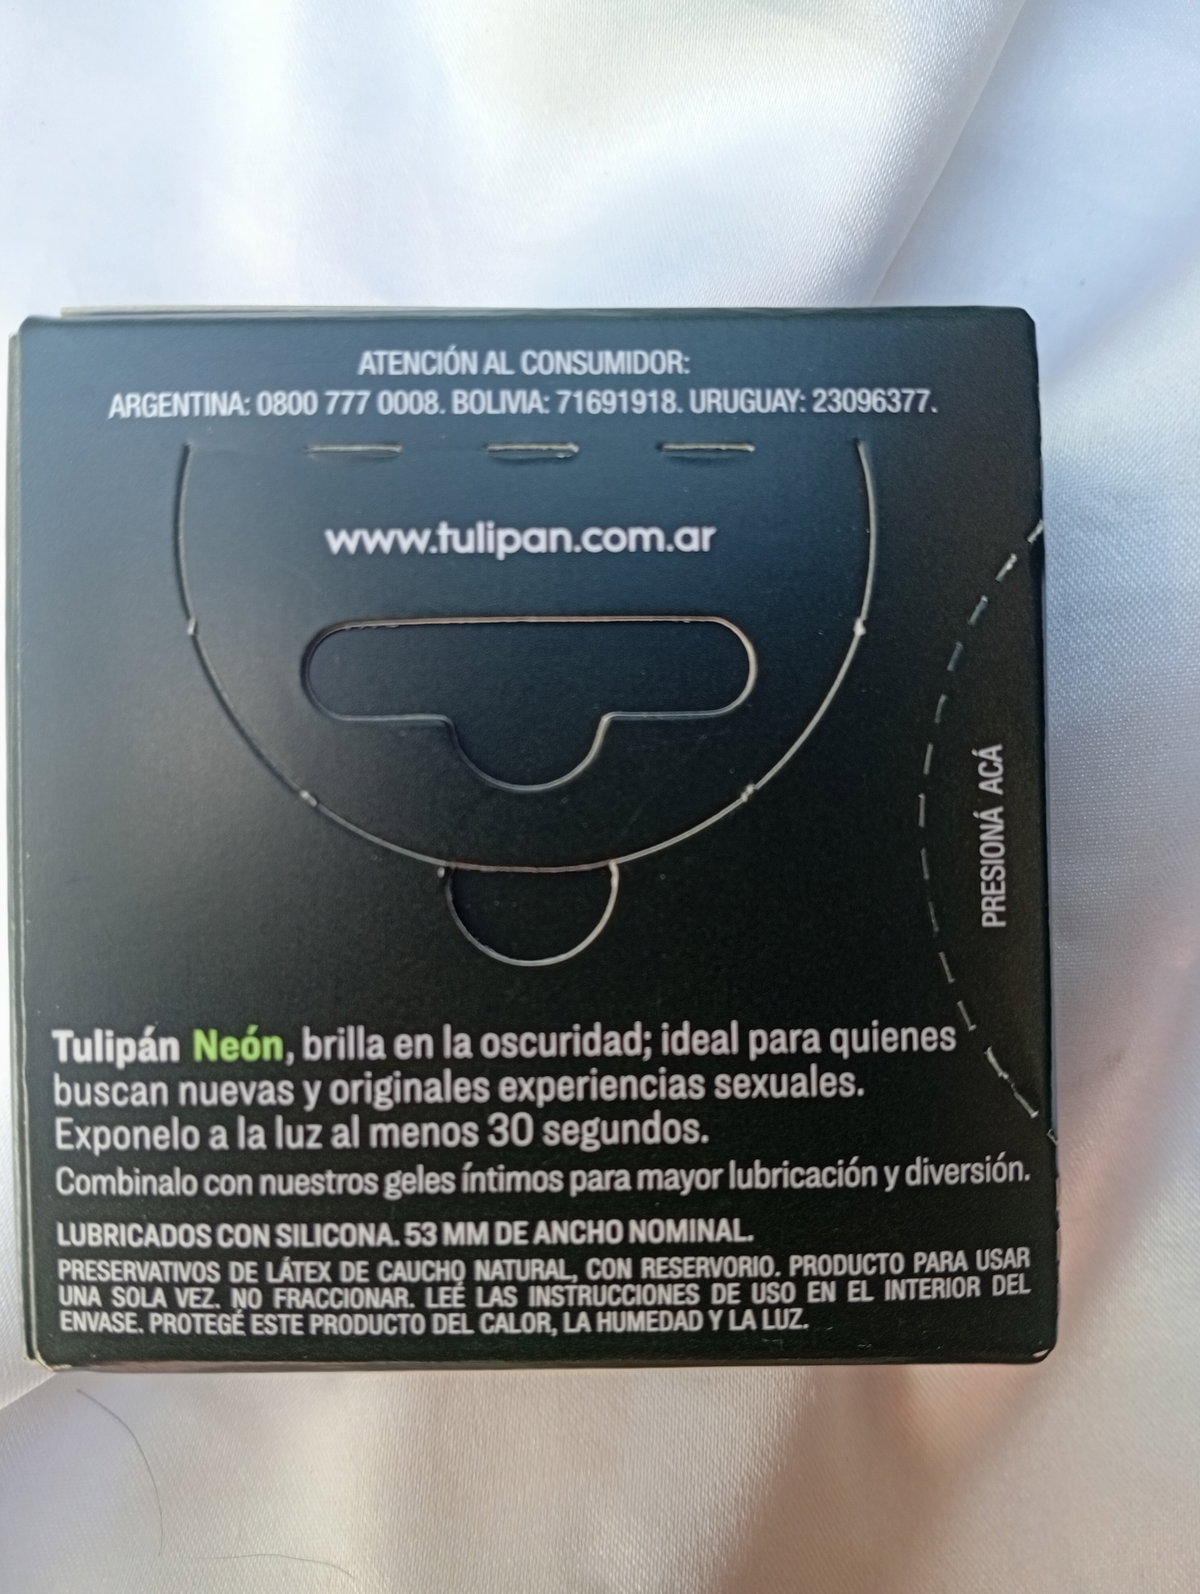 ATENCIÓN AL CONSUMIDOR:
ARGENTINA: 0800 777 0008. BOLIVIA: 71691918. URUGUAY: 23096377.
www.tulipan.com.ar
PRESIONÁ ACÁ
Tulipán Neón, brilla en la oscuridad; ideal para quienes
buscan nuevas y originales experiencias sexuales.
Exponelo a la luz al menos 30 segundos.
Combinalo con nuestros geles íntimos para mayor lubricación y diversión.
LUBRICADOS CON SILICONA. 53 MM DE ANCHO NOMINAL.
PRESERVATIVOS DE LÁTEX DE CAUCHO NATURAL, CON RESERVORIO. PRODUCTO PARA USAR
UNA SOLA VEZ. NO FRACCIONAR. LEÉ LAS INSTRUCCIONES DE USO EN EL INTERIOR DEL
ENVASE. PROTEGÉ ESTE PRODUCTO DEL CALOR, LA HUMEDAD Y LA LUZ.